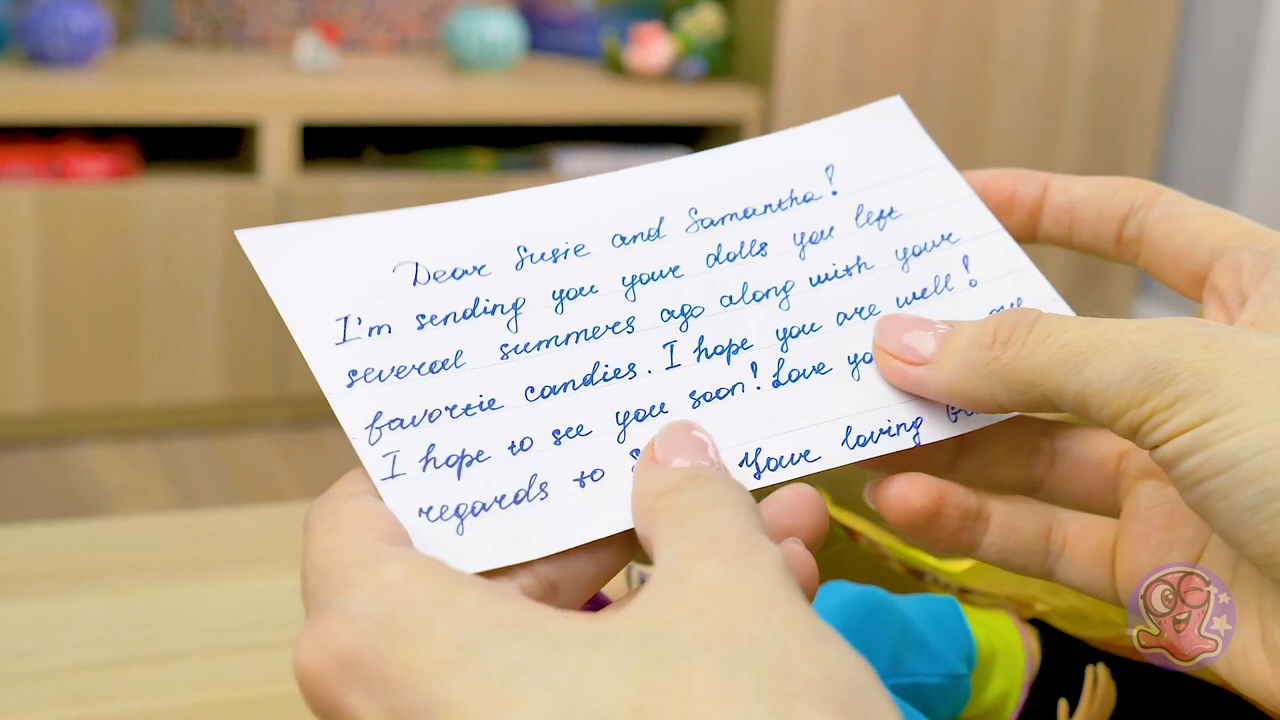 Dear Susie and Samantha!
I'm sending you your dolls you left
several summers ago along with your
favorite candies. I hope you are well!
I hope to see you soon! Love you
regards to Your loving